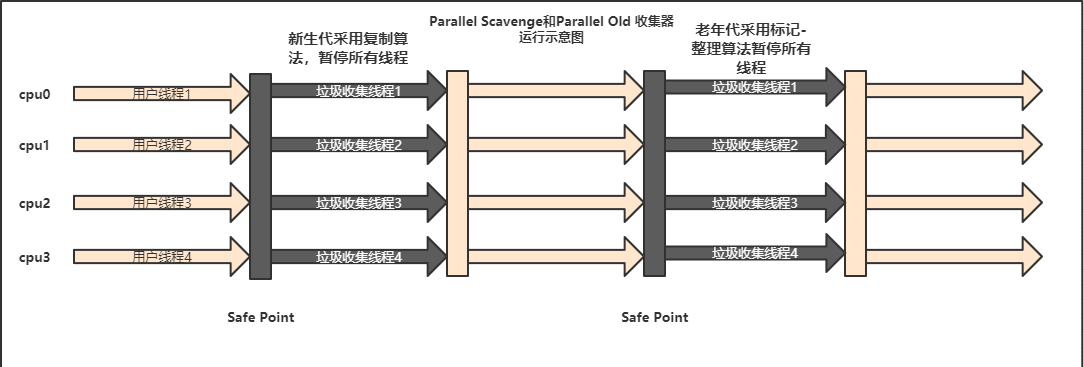 Parallel Scavenge和Parallel Old 收集器
运行示意图
新生代采用复制算
法，暂停所有线程
老年代采用标记-
整理算法暂停所有
线程
cpu0
用户线程1
垃圾收集线程1
垃圾收集线程1
cpu1
用户线程2
垃圾收集线程2
垃圾收集线程2
cpu2
用户线程3
垃圾收集线程3
垃圾收集线程3
cpu3
用户线程4
垃圾收集线程4
垃圾收集线程4
Safe Point
Safe Point